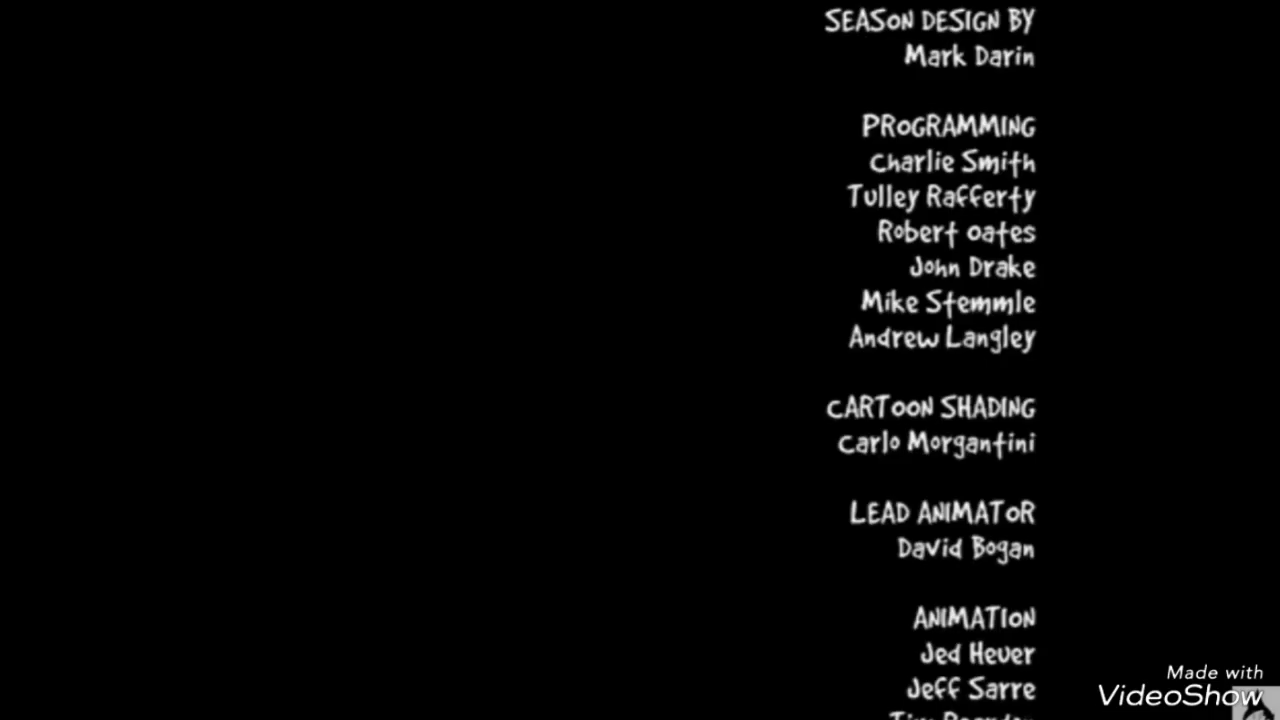 SEASON DESIGN BY
Mark Darin
PROGRAMMING
Charlie Smith
Tulley Rafferty
Robert Oates
John Drake
Mike Stemmle
Andrew Langley
CARTOON SHADING
Carlo Morgantini
LEAD ANIMATOR
David Bogan
ANIMATION
Jed Heuer
Jeff Sarre
Made with
VideoShow